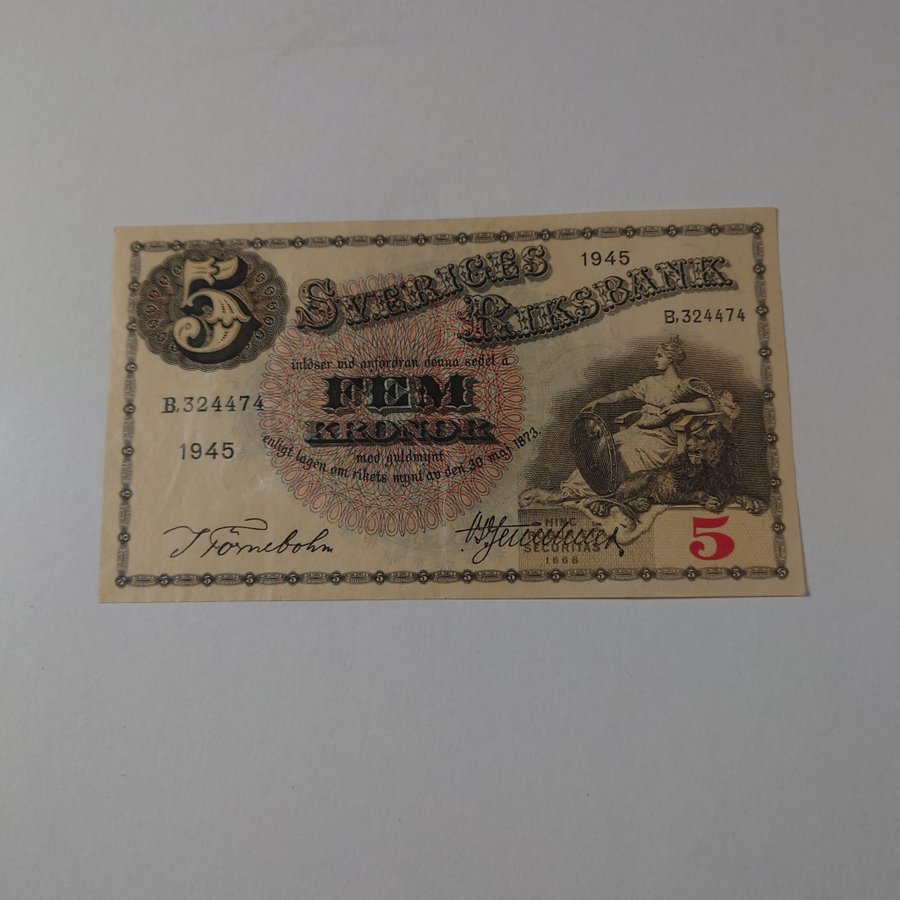 5
SVERIGES 1945
RIKSBANK
B,324474
inlöser vid anfordran denna sedel å
FEM
B,324474
KRONOR
1945
med guldmynt
enligt lagen om rikets mynt av den 30 maj 1873.
J Törnebohm
HINC
SECURITAS
1668
5